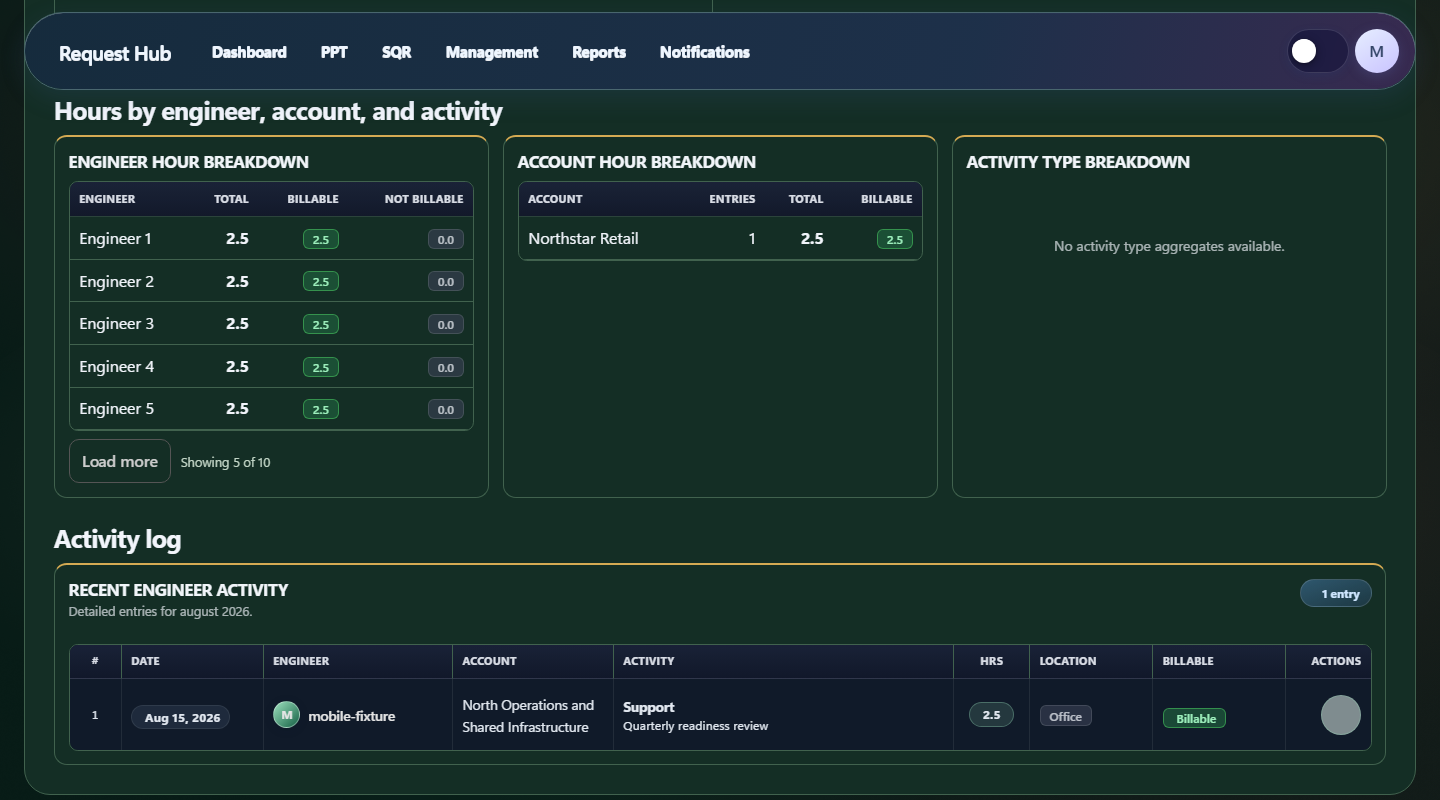 Request Hub Dashboard PPT SQR Management Reports Notifications M
Hours by engineer, account, and activity
ENGINEER HOUR BREAKDOWN
ENGINEER TOTAL BILLABLE NOT BILLABLE
Engineer 1 2.5 2.5 0.0
Engineer 2 2.5 2.5 0.0
Engineer 3 2.5 2.5 0.0
Engineer 4 2.5 2.5 0.0
Engineer 5 2.5 2.5 0.0
Load more Showing 5 of 10
ACCOUNT HOUR BREAKDOWN
ACCOUNT ENTRIES TOTAL BILLABLE
Northstar Retail 1 2.5 2.5
ACTIVITY TYPE BREAKDOWN
No activity type aggregates available.
Activity log
RECENT ENGINEER ACTIVITY
Detailed entries for august 2026.
1 entry
# DATE ENGINEER ACCOUNT ACTIVITY HRS LOCATION BILLABLE ACTIONS
1 Aug 15, 2026 M mobile-fixture North Operations and Shared Infrastructure Support Quarterly readiness review 2.5 Office Billable